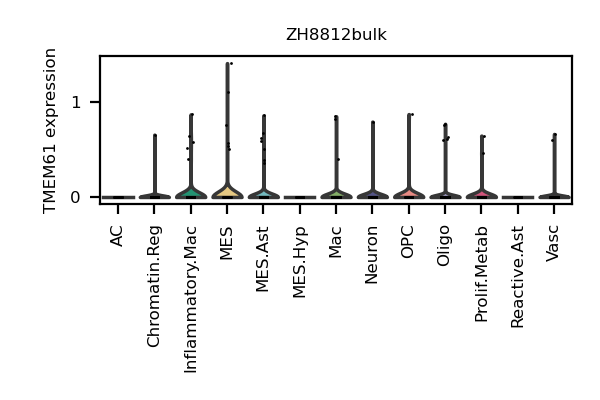 ZH8812bulk
TMEM61 expression
1
0
AC
Chromatin.Reg
Inflammatory.Mac
MES
MES.Ast
MES.Hyp
Mac
Neuron
OPC
Oligo
Prolif.Metab
Reactive.Ast
Vasc